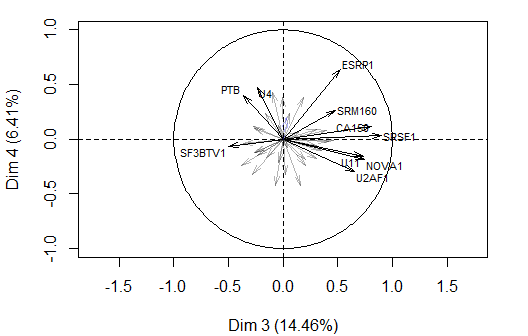 1.0
ESRP1
0.5
PTB
U4
SRM160
CA150
SRSF1
0.0
SF3BTV1
U11
NOVA1
U2AF1
-0.5
-1.0
Dim 4 (6.41%)
-1.5 -1.0 -0.5 0.0 0.5 1.0 1.5
Dim 3 (14.46%)